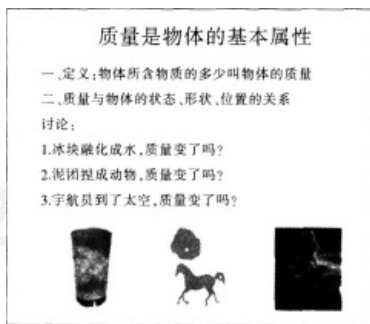 质量是物体的基本属性
一、定义:物体所含物质的多少叫物体的质量
二、质量与物体的状态、形状、位置的关系
讨论:
1.冰块融化成水,质量变了吗?
2.泥团捏成动物,质量变了吗?
3.宇航员到了太空,质量变了吗?